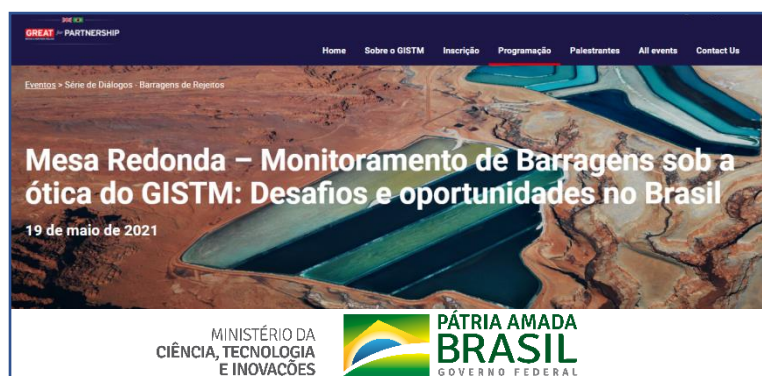 GREAT for PARTNERSHIP
Home Sobre o GISTM Inscrição Programação Palestrantes All events Contact Us
Eventos > Série de Diálogos - Barragens de Rejeitos
Mesa Redonda – Monitoramento de Barragens sob a
ótica do GISTM: Desafios e oportunidades no Brasil
19 de maio de 2021
MINISTÉRIO DA
CIÊNCIA, TECNOLOGIA
E INOVAÇÕES
PÁTRIA AMADA
BRASIL
GOVERNO FEDERAL